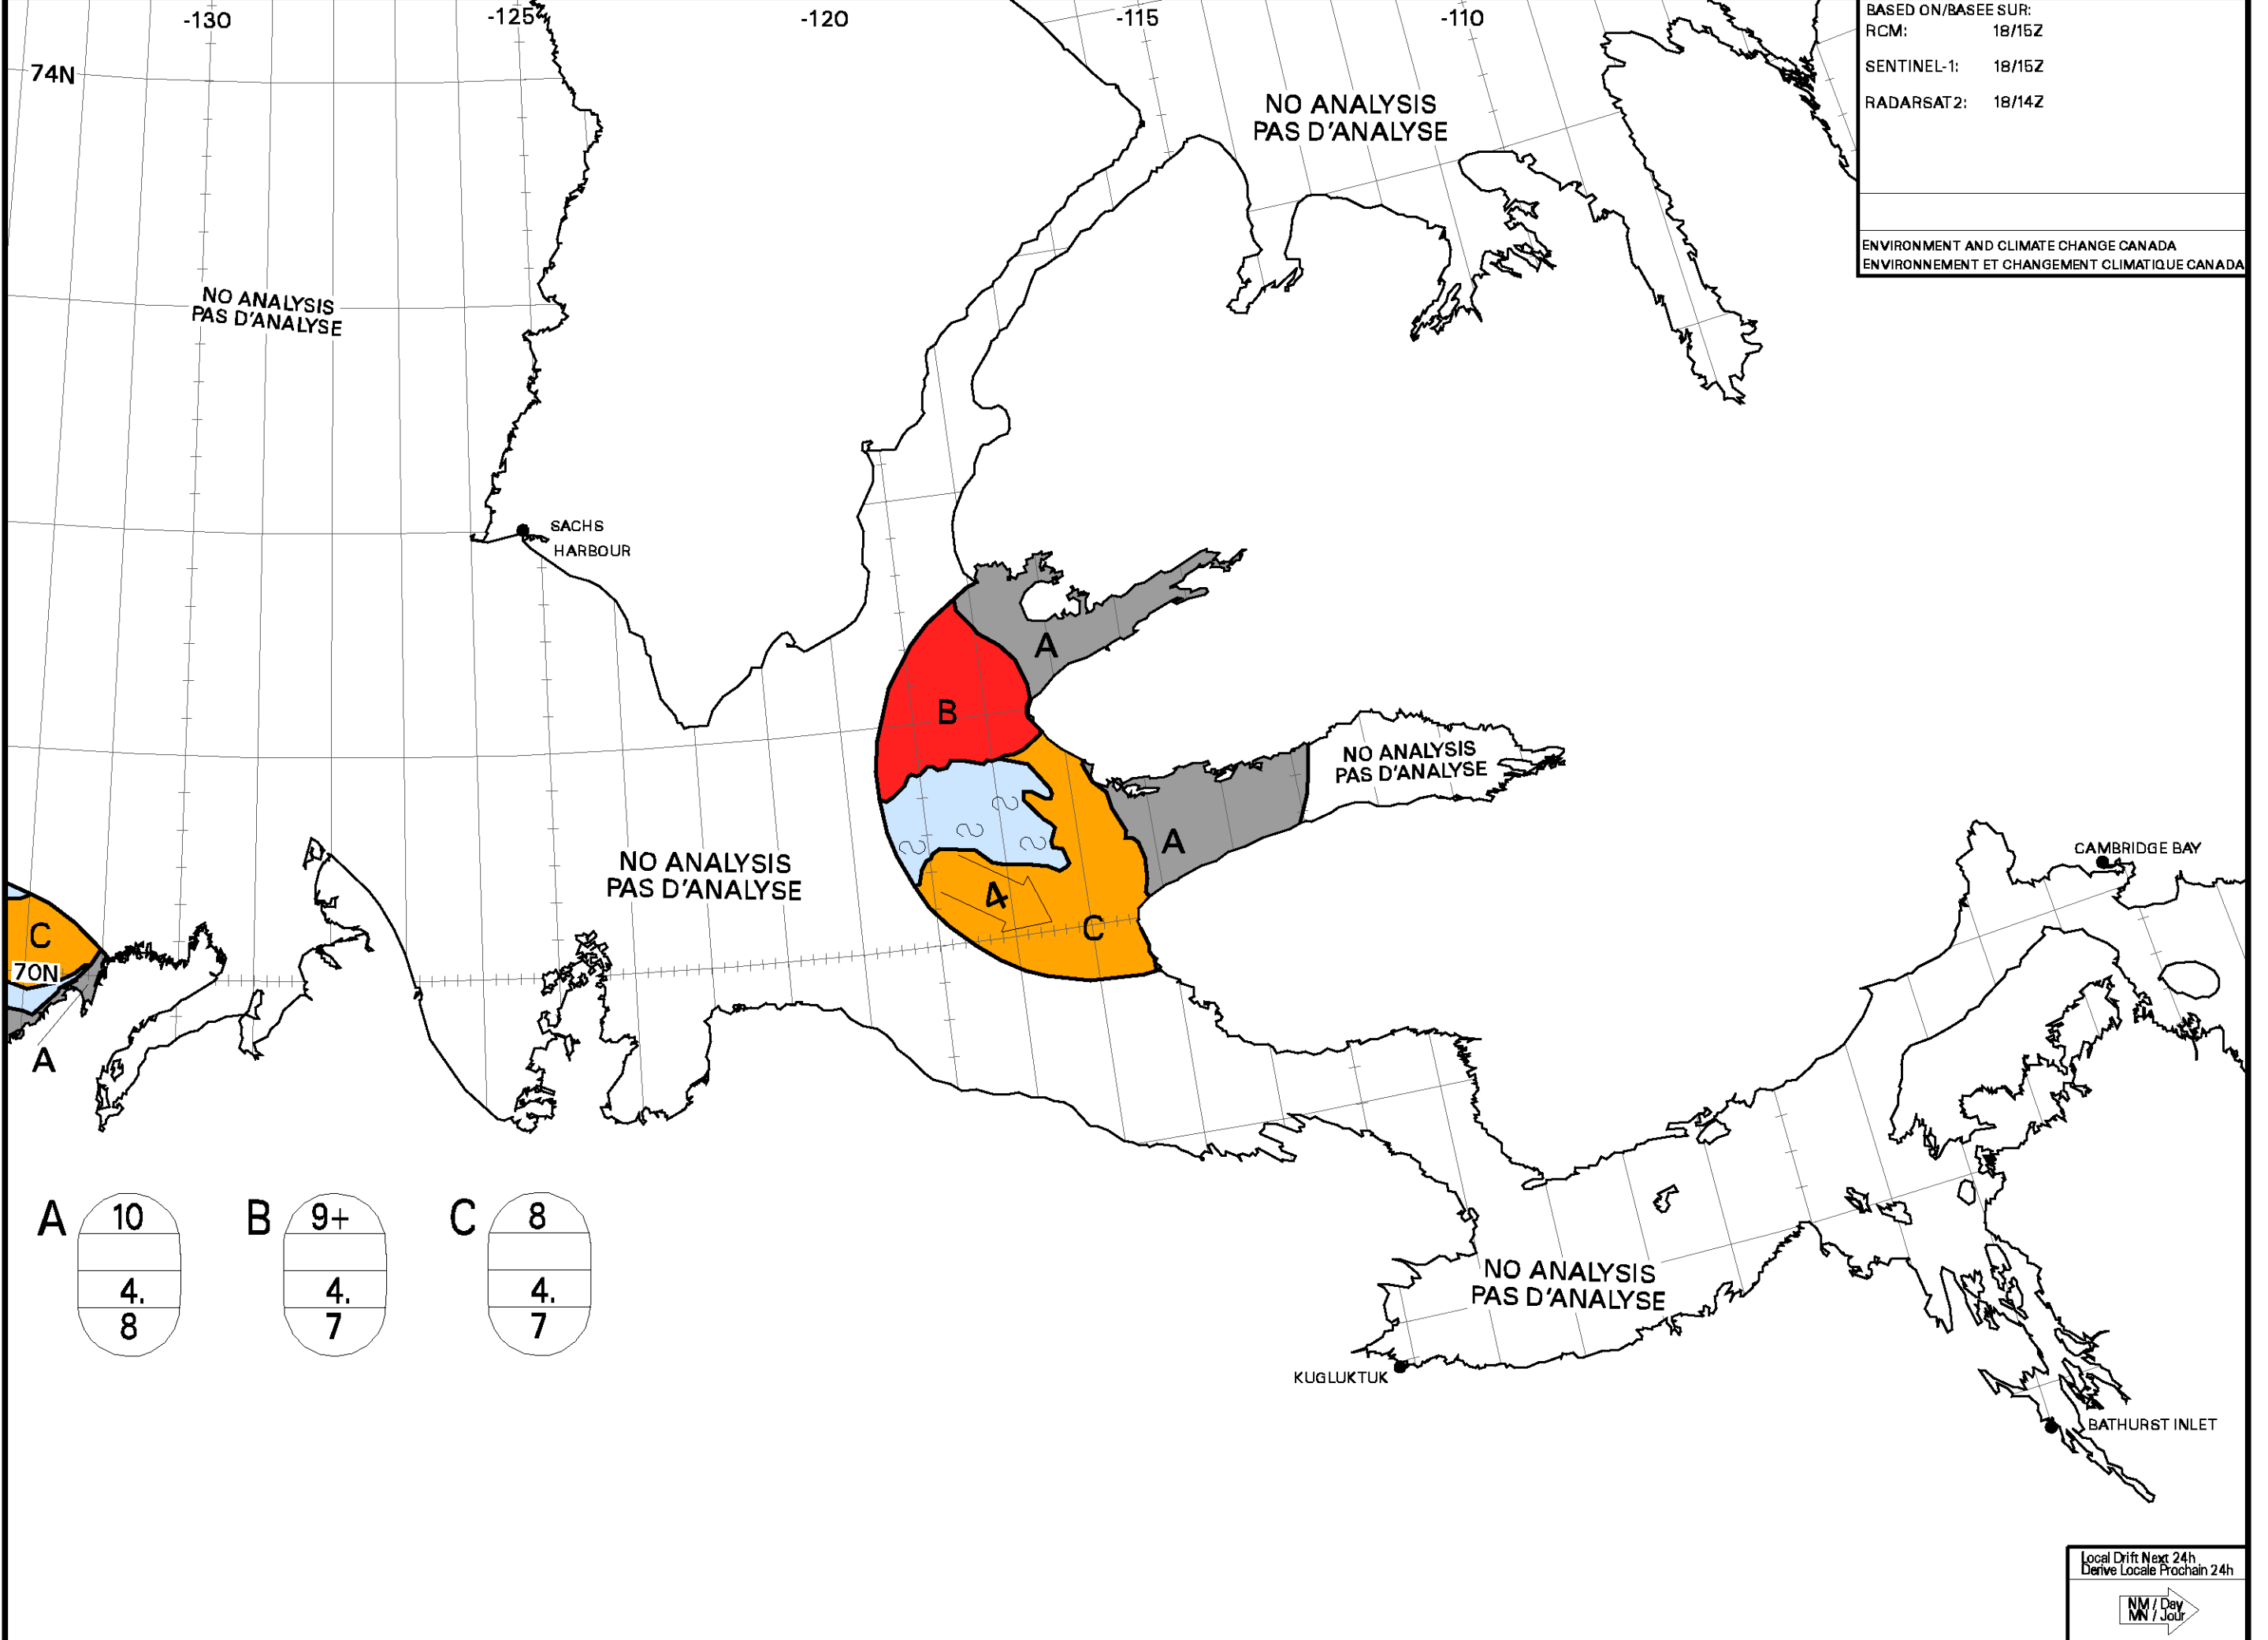 -130
-125
-120
-115
-110
74N
BASED ON/BASEE SUR:
RCM: 18/15Z
SENTINEL-1: 18/15Z
RADARSAT2: 18/14Z
ENVIRONMENT AND CLIMATE CHANGE CANADA
ENVIRONNEMENT ET CHANGEMENT CLIMATIQUE CANADA
NO ANALYSIS
PAS D'ANALYSE
NO ANALYSIS
PAS D'ANALYSE
SACHS
HARBOUR
A
B
NO ANALYSIS
PAS D'ANALYSE
A
NO ANALYSIS
PAS D'ANALYSE
CAMBRIDGE BAY
4
C
C
70N
A
A
10
4.
8
B
9+
4.
7
C
8
4.
7
NO ANALYSIS
PAS D'ANALYSE
KUGLUKTUK
BATHURST INLET
Local Drift Next 24h
Derive Locale Prochain 24h
NM / Day
MN / Jour